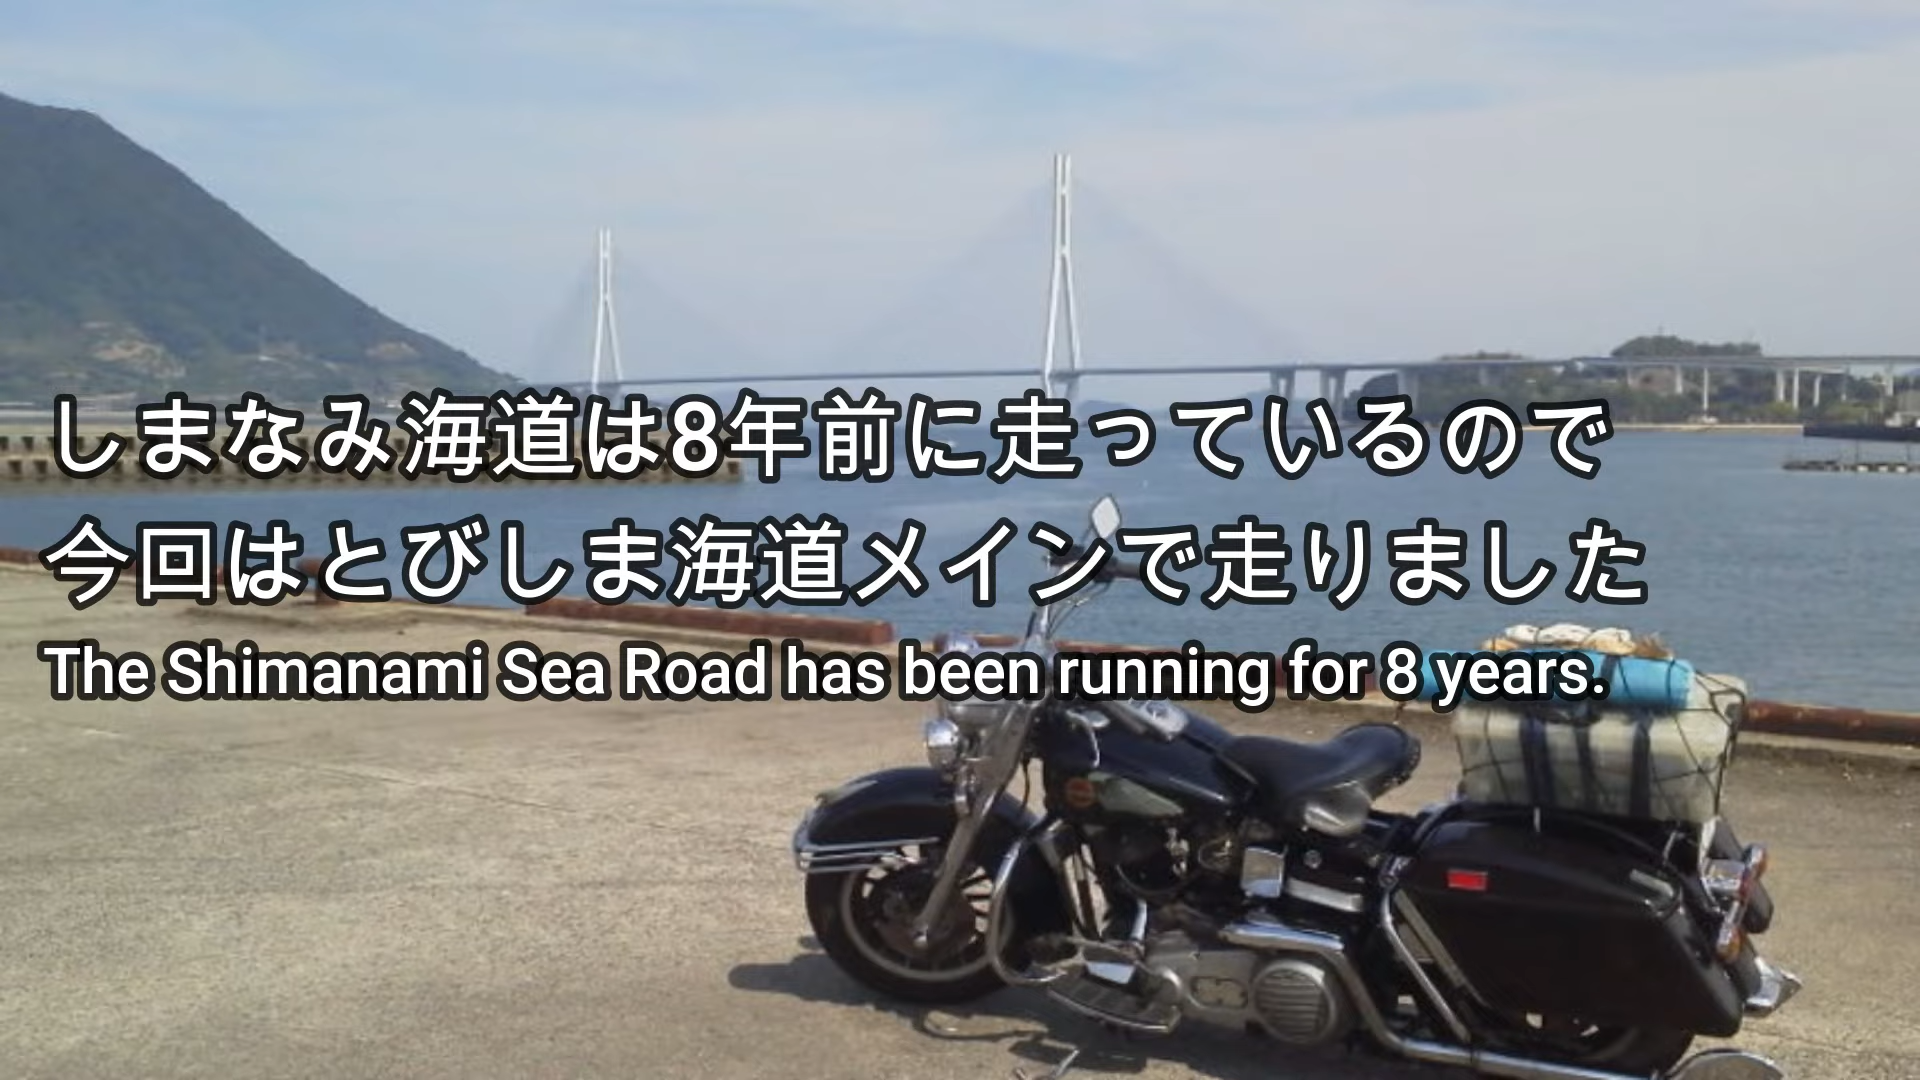 しまなみ海道は8年前に走っているので
今回はとびしま海道メインで走りました
The Shimanami Sea Road has been running for 8 years.